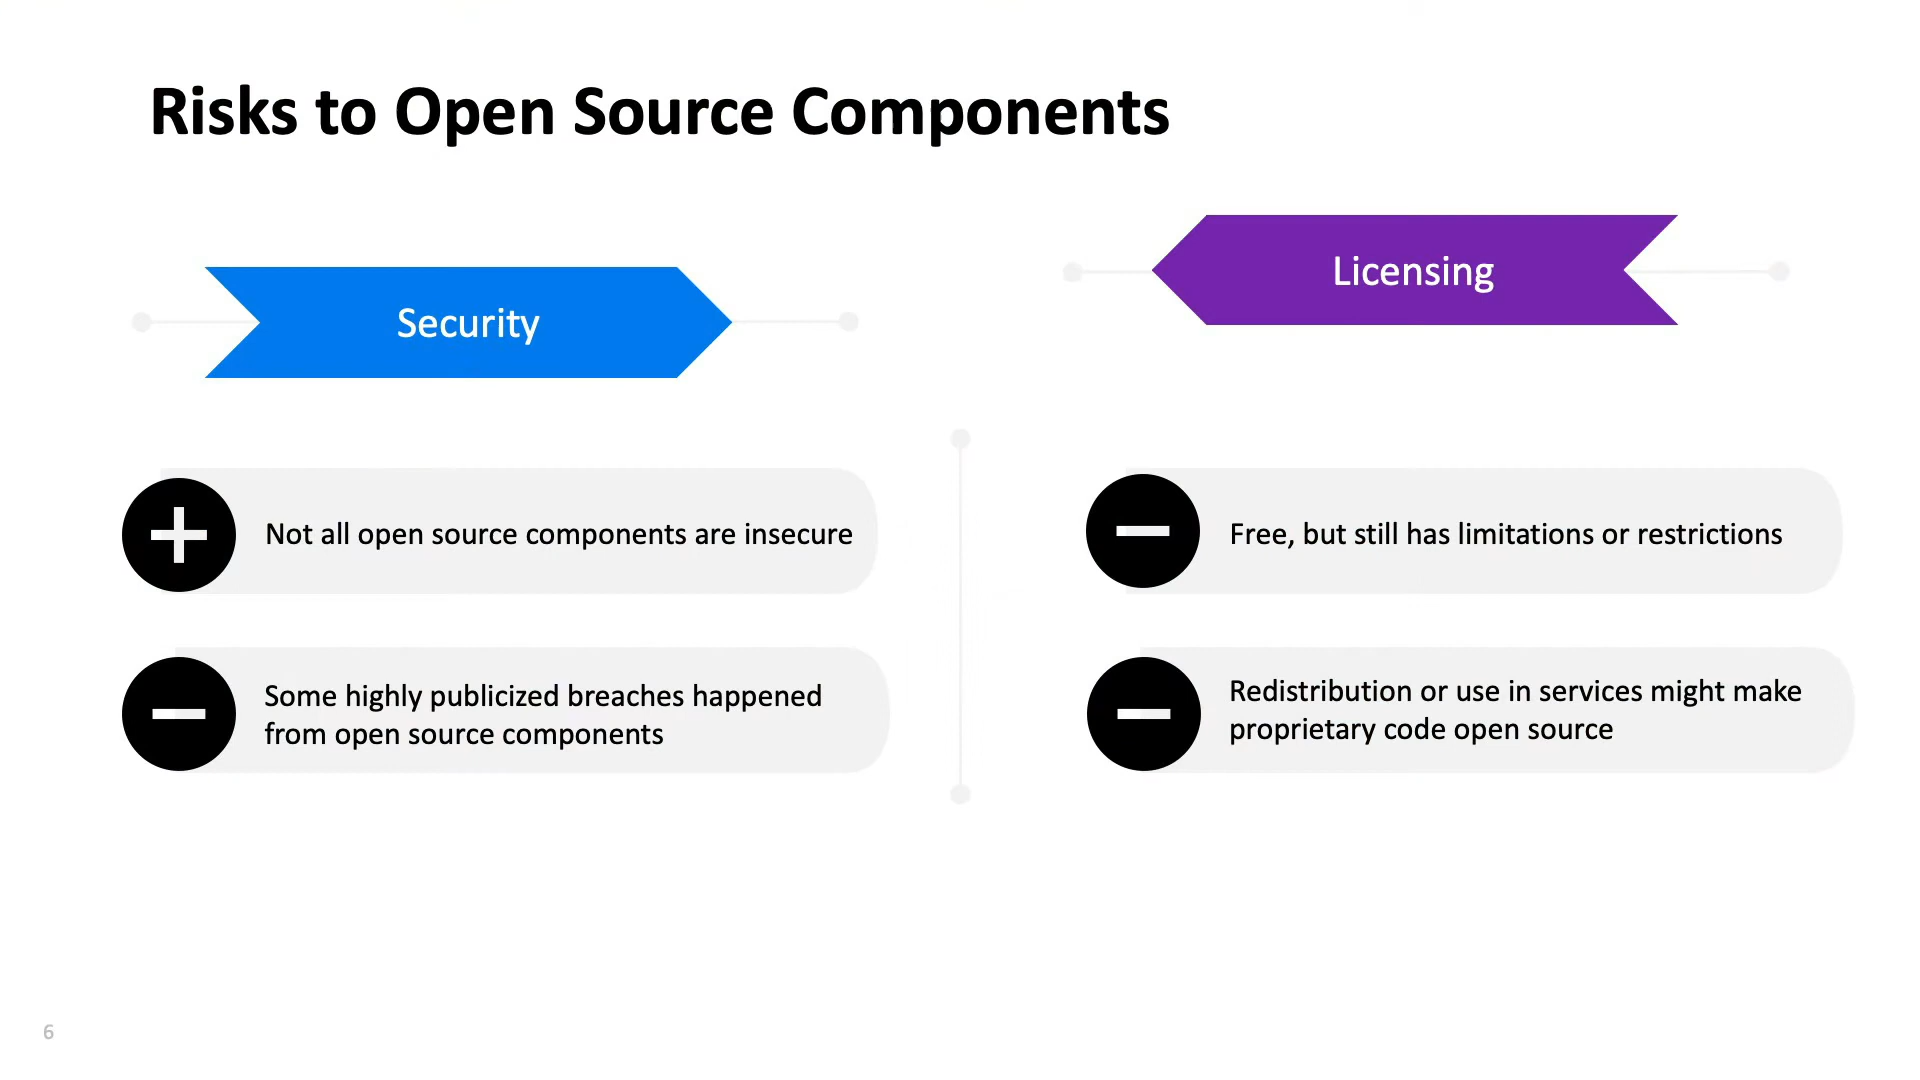 Risks to Open Source Components
Security
Not all open source components are insecure
Some highly publicized breaches happened
from open source components
Licensing
Free, but still has limitations or restrictions
Redistribution or use in services might make
proprietary code open source
6